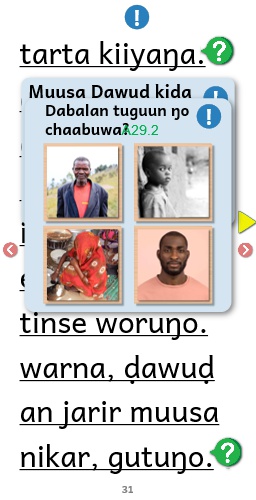 tarta kiiyaŋa.
Muusa Dawud kida
Dabalan tuguun ŋo
chaabuwa?
A29.2
tinse woruŋo.
warna, ḍawuḍ
an jarir muusa
nikar, gutuŋo.
31